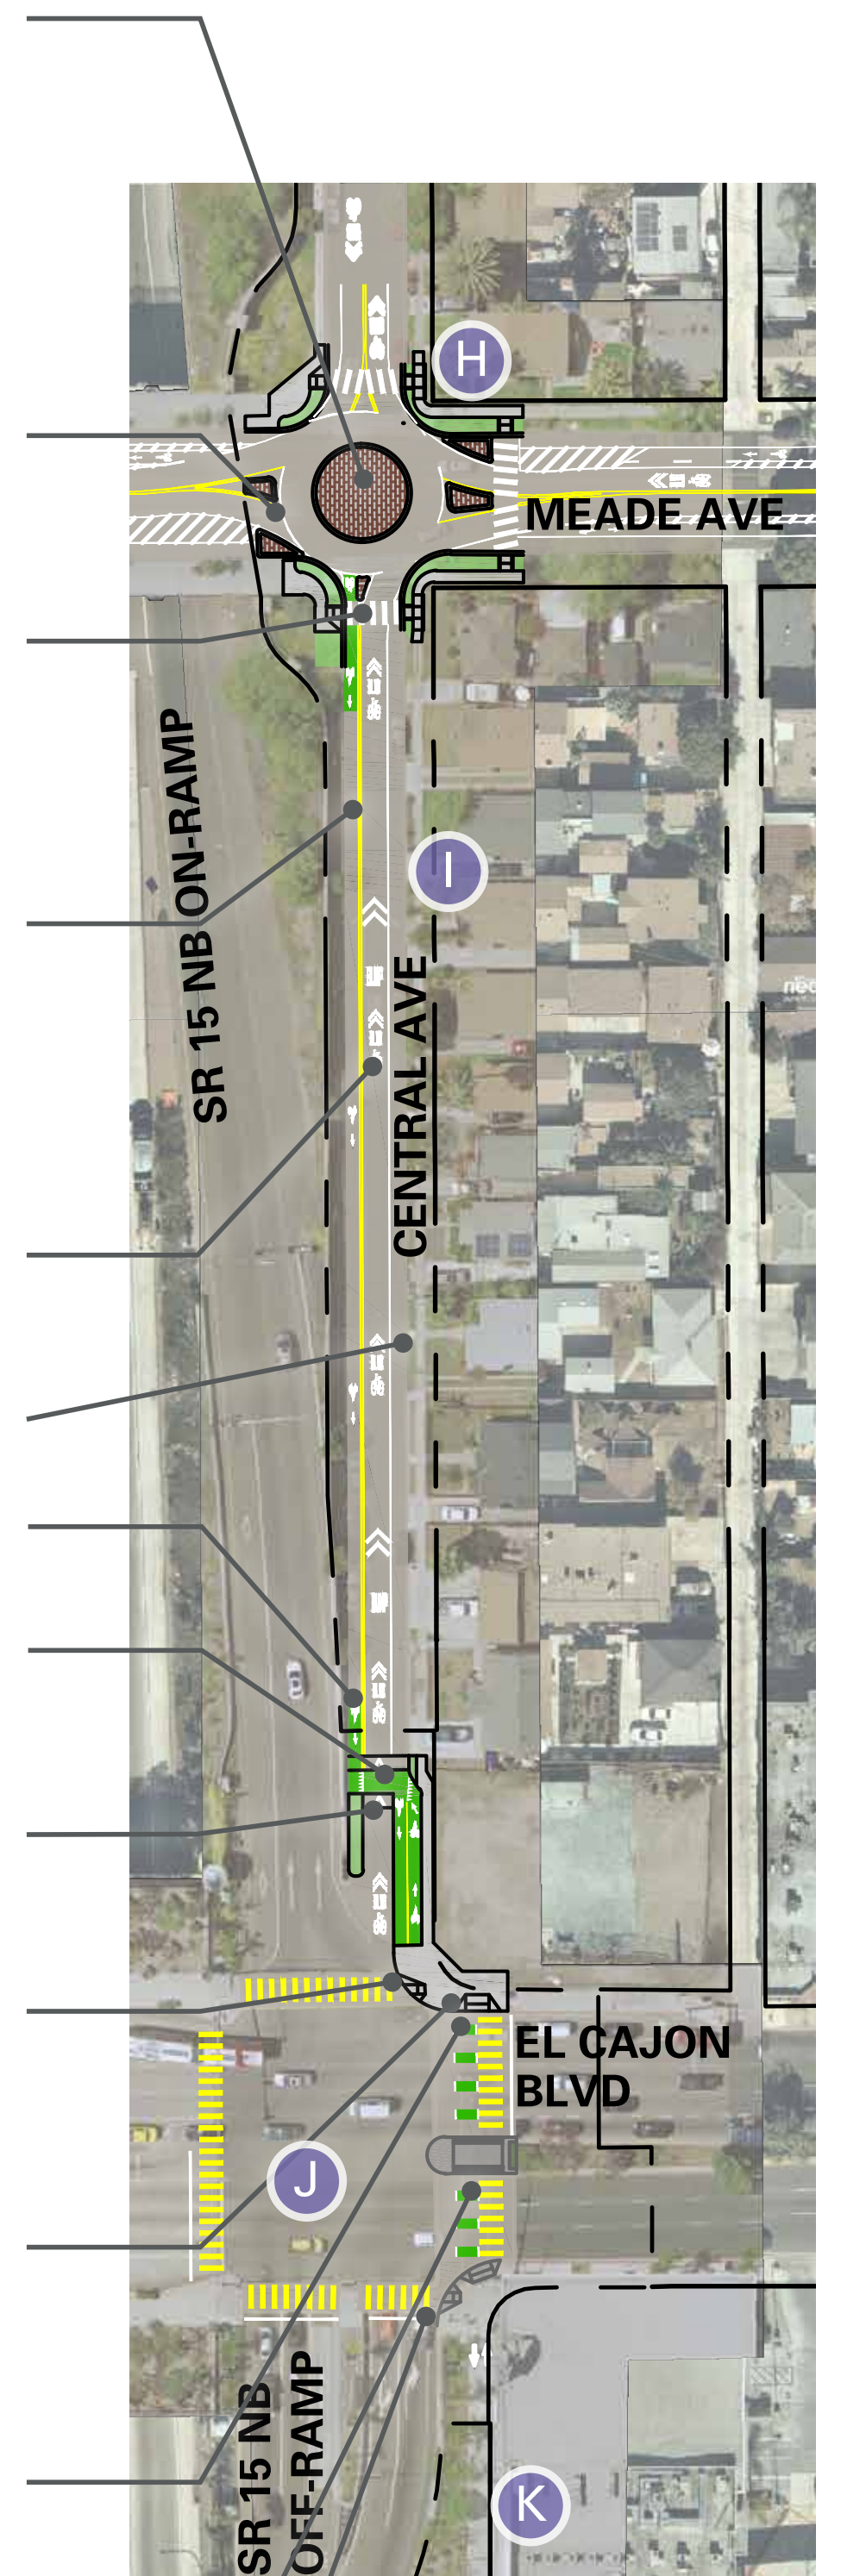 H
MEADE AVE
SR 15 NB ON-RAMP
I
CENTRAL AVE
EL CAJON
BLVD
J
SR 15 NB
OFF-RAMP
K